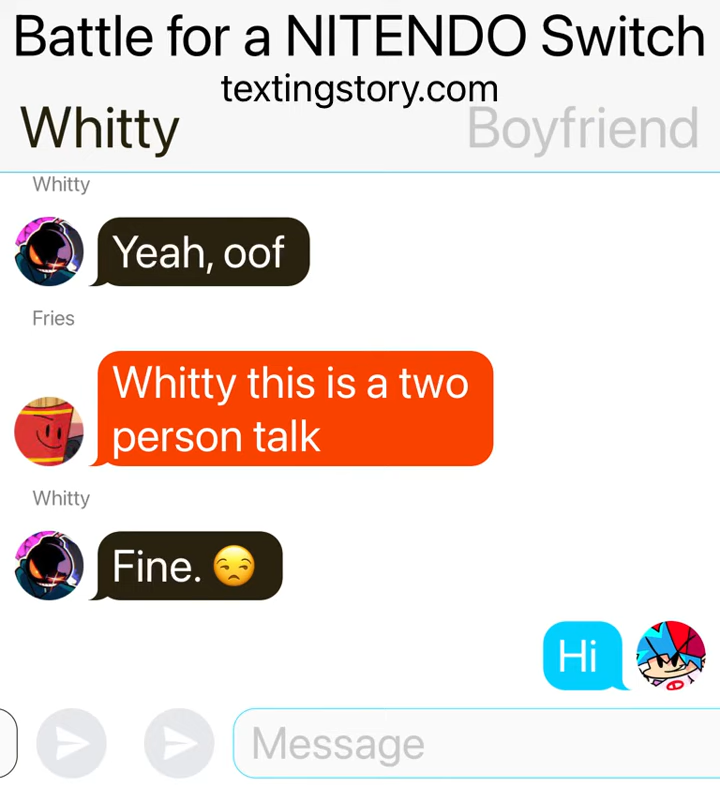 Battle for a NITENDO Switch
textingstory.com
Whitty
Boyfriend
Whitty
Yeah, oof
Fries
Whitty this is a two
person talk
Whitty
Fine. 😒
Hi
Message